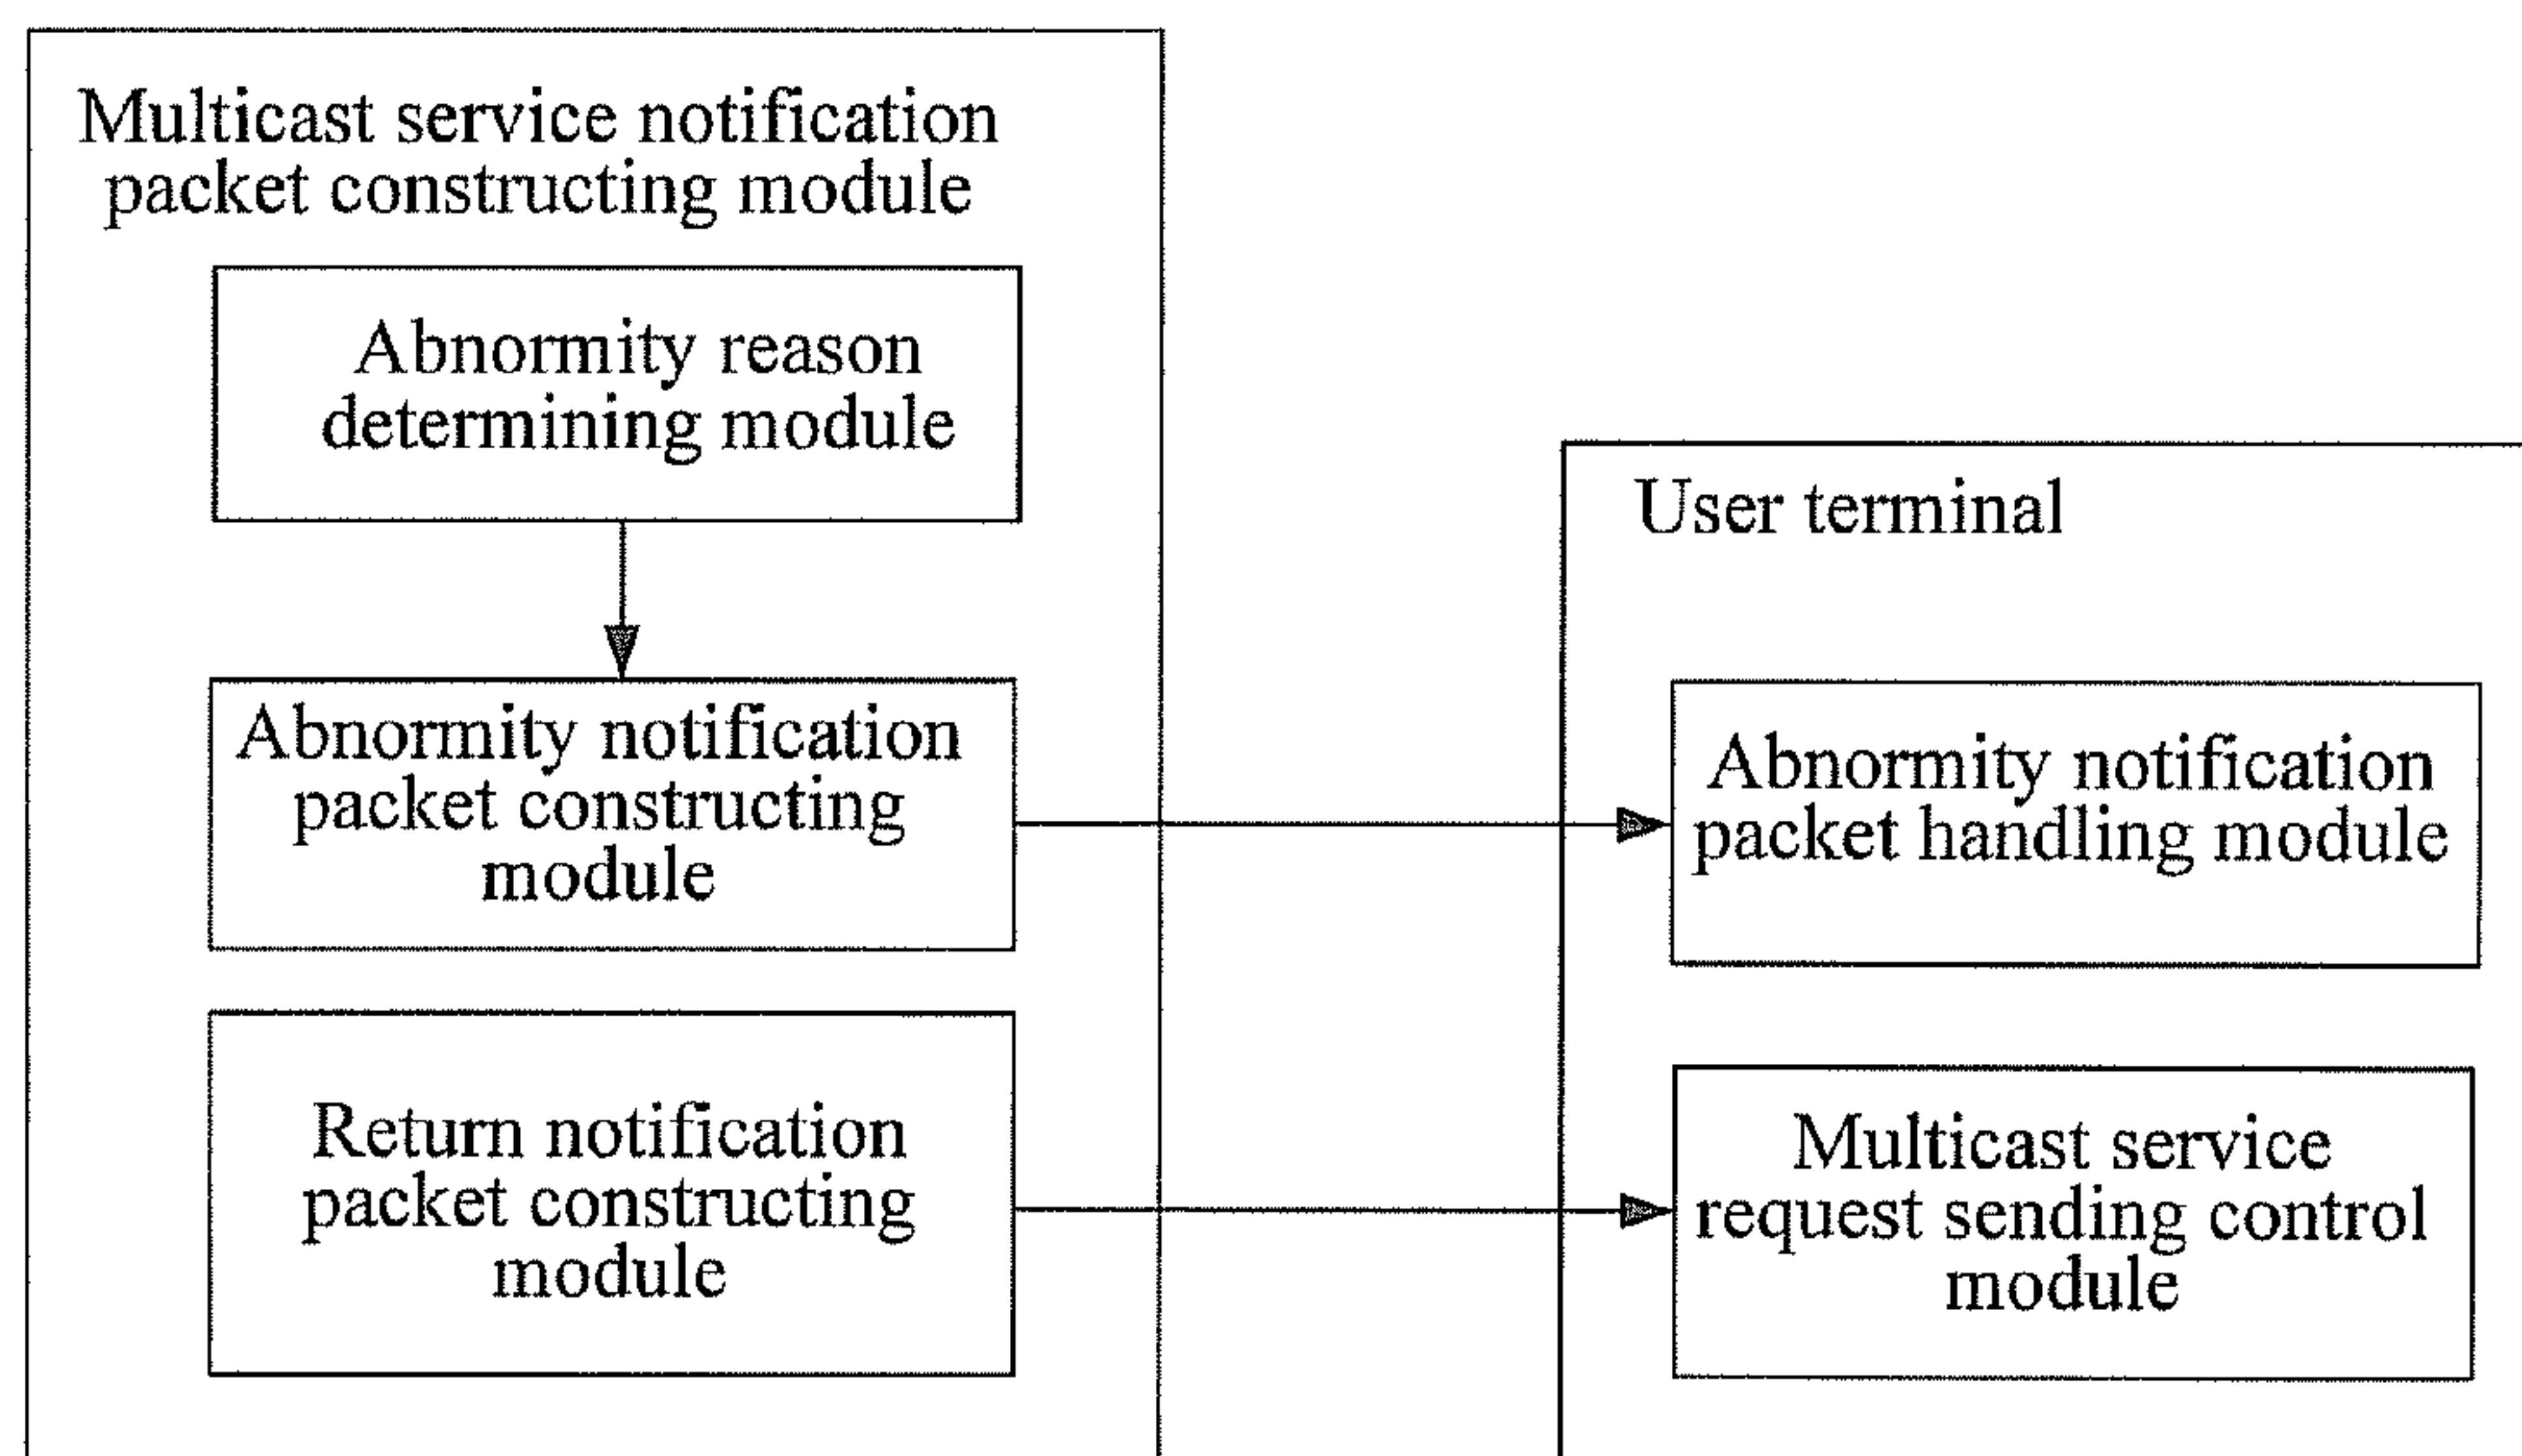 Multicast service notification
packet constructing module
Abnormity reason
determining module
Abnormity notification
packet constructing
module
Return notification
packet constructing
module
User terminal
Abnormity notification
packet handling module
Multicast service
request sending control
module